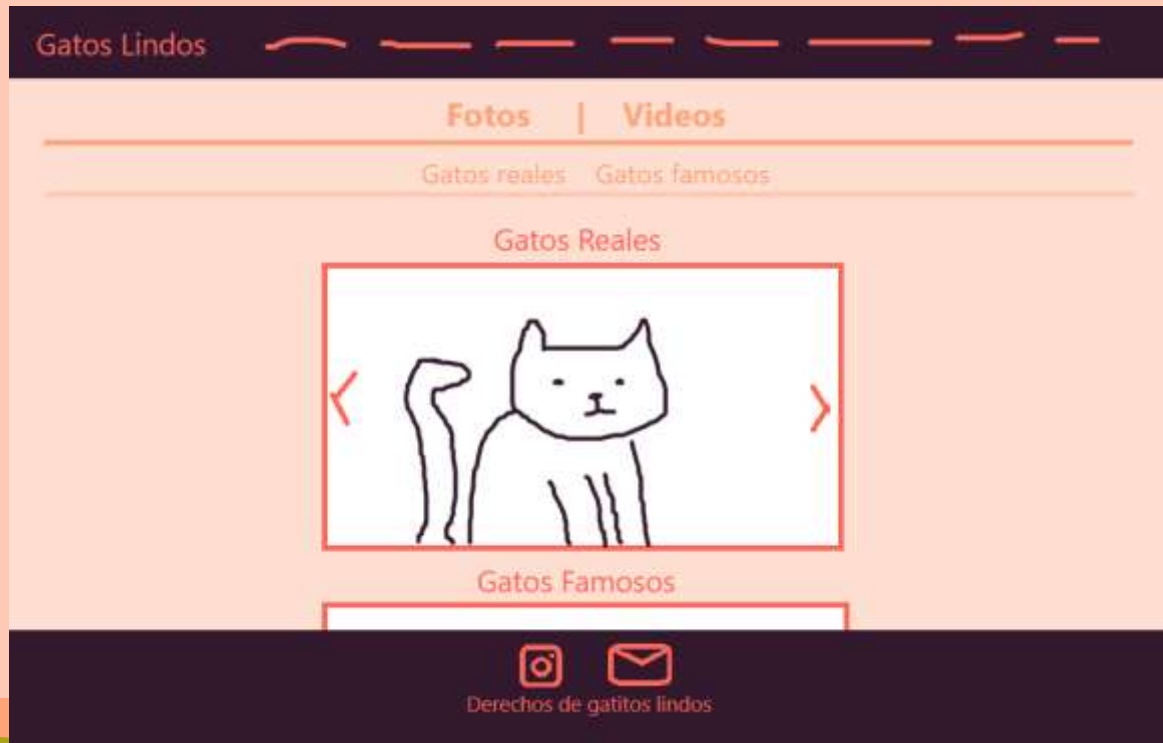 Gatos Lindos
Fotos | Videos
Gatos reales Gatos famosos
Gatos Reales
Gatos Famosos
Derechos de gatitos lindos